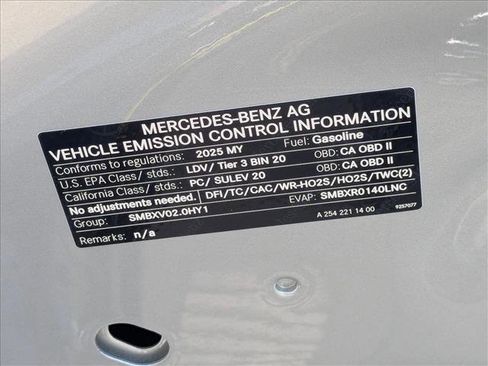 MERCEDES-BENZ AG
VEHICLE EMISSION CONTROL INFORMATION
Conforms to regulations: 2025 MY Fuel: Gasoline
U.S. EPA Class/ stds.: LDV/ Tier 3 BIN 20 OBD: CA OBD II
California Class/ stds.: PC/ SULEV 20 OBD: CA OBD II
No adjustments needed. DFI/TC/CAC/WR-HO2S/HO2S/TWC(2)
Group: SMBXV02.0HY1 EVAP: SMBXR0140LNC
Remarks: n/a A 254 221 14 00 9257077